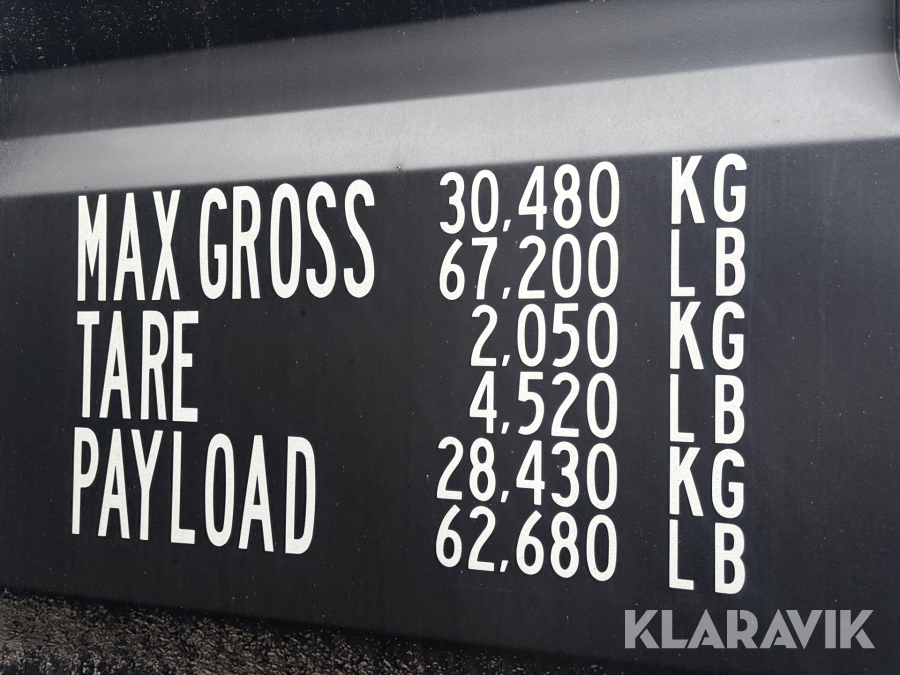 MAX GROSS 30,480 KG
67,200 LB
TARE 2,050 KG
4,520 LB
PAYLOAD 28,430 KG
62,680 LB
KLARAVIK